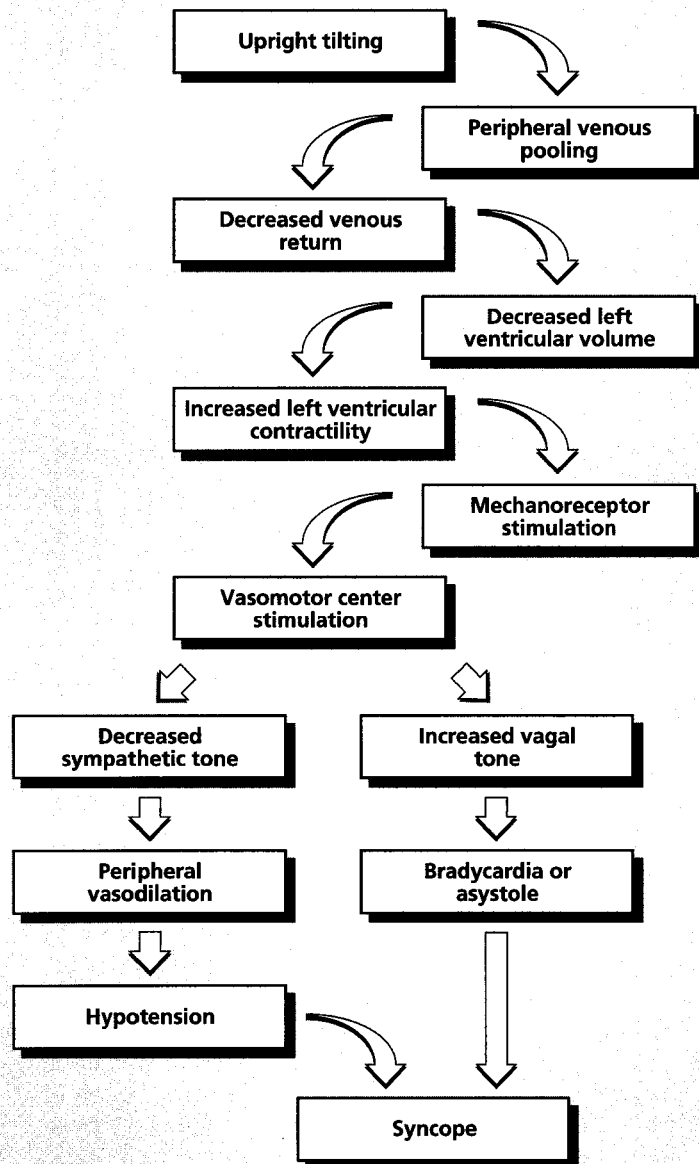 Upright tilting
Peripheral venous
pooling
Decreased venous
return
Decreased left
ventricular volume
Increased left ventricular
contractility
Mechanoreceptor
stimulation
Vasomotor center
stimulation
Decreased
sympathetic tone
Increased vagal
tone
Peripheral
vasodilation
Bradycardia or
asystole
Hypotension
Syncope